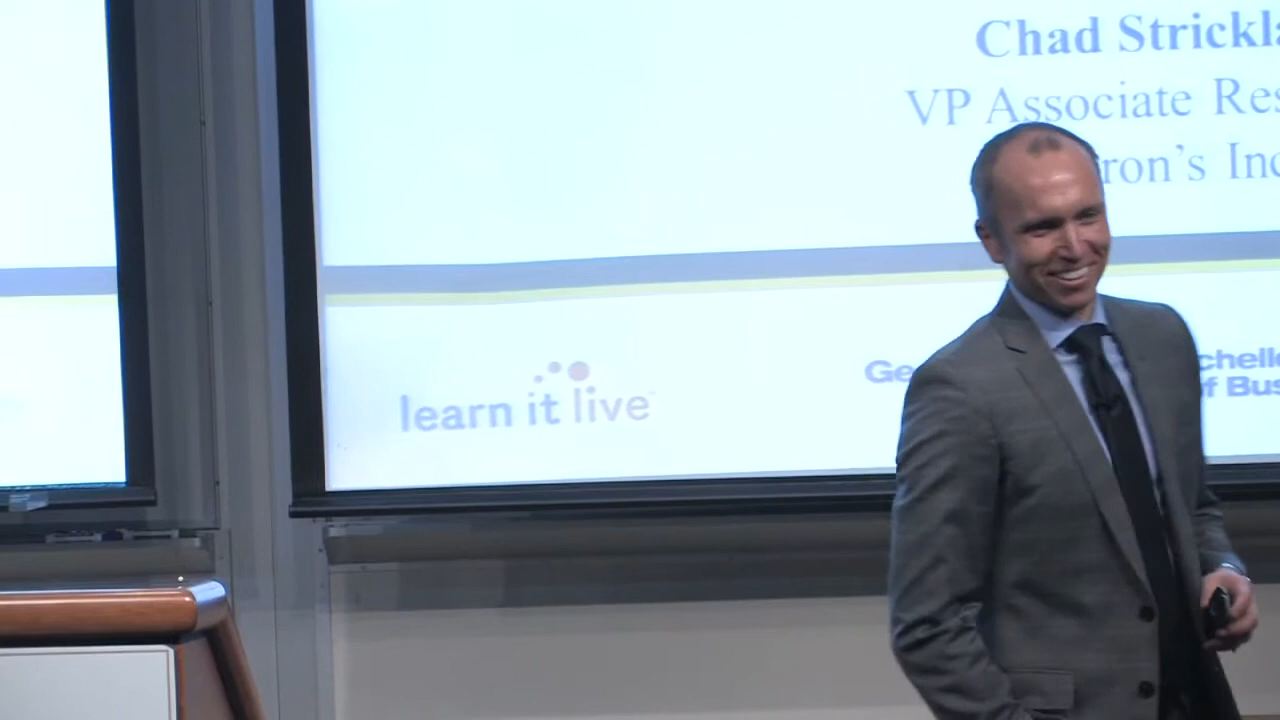 Chad Strickla
VP Associate Res
ron's Inc
learn it live
Ge chelle
f Bus